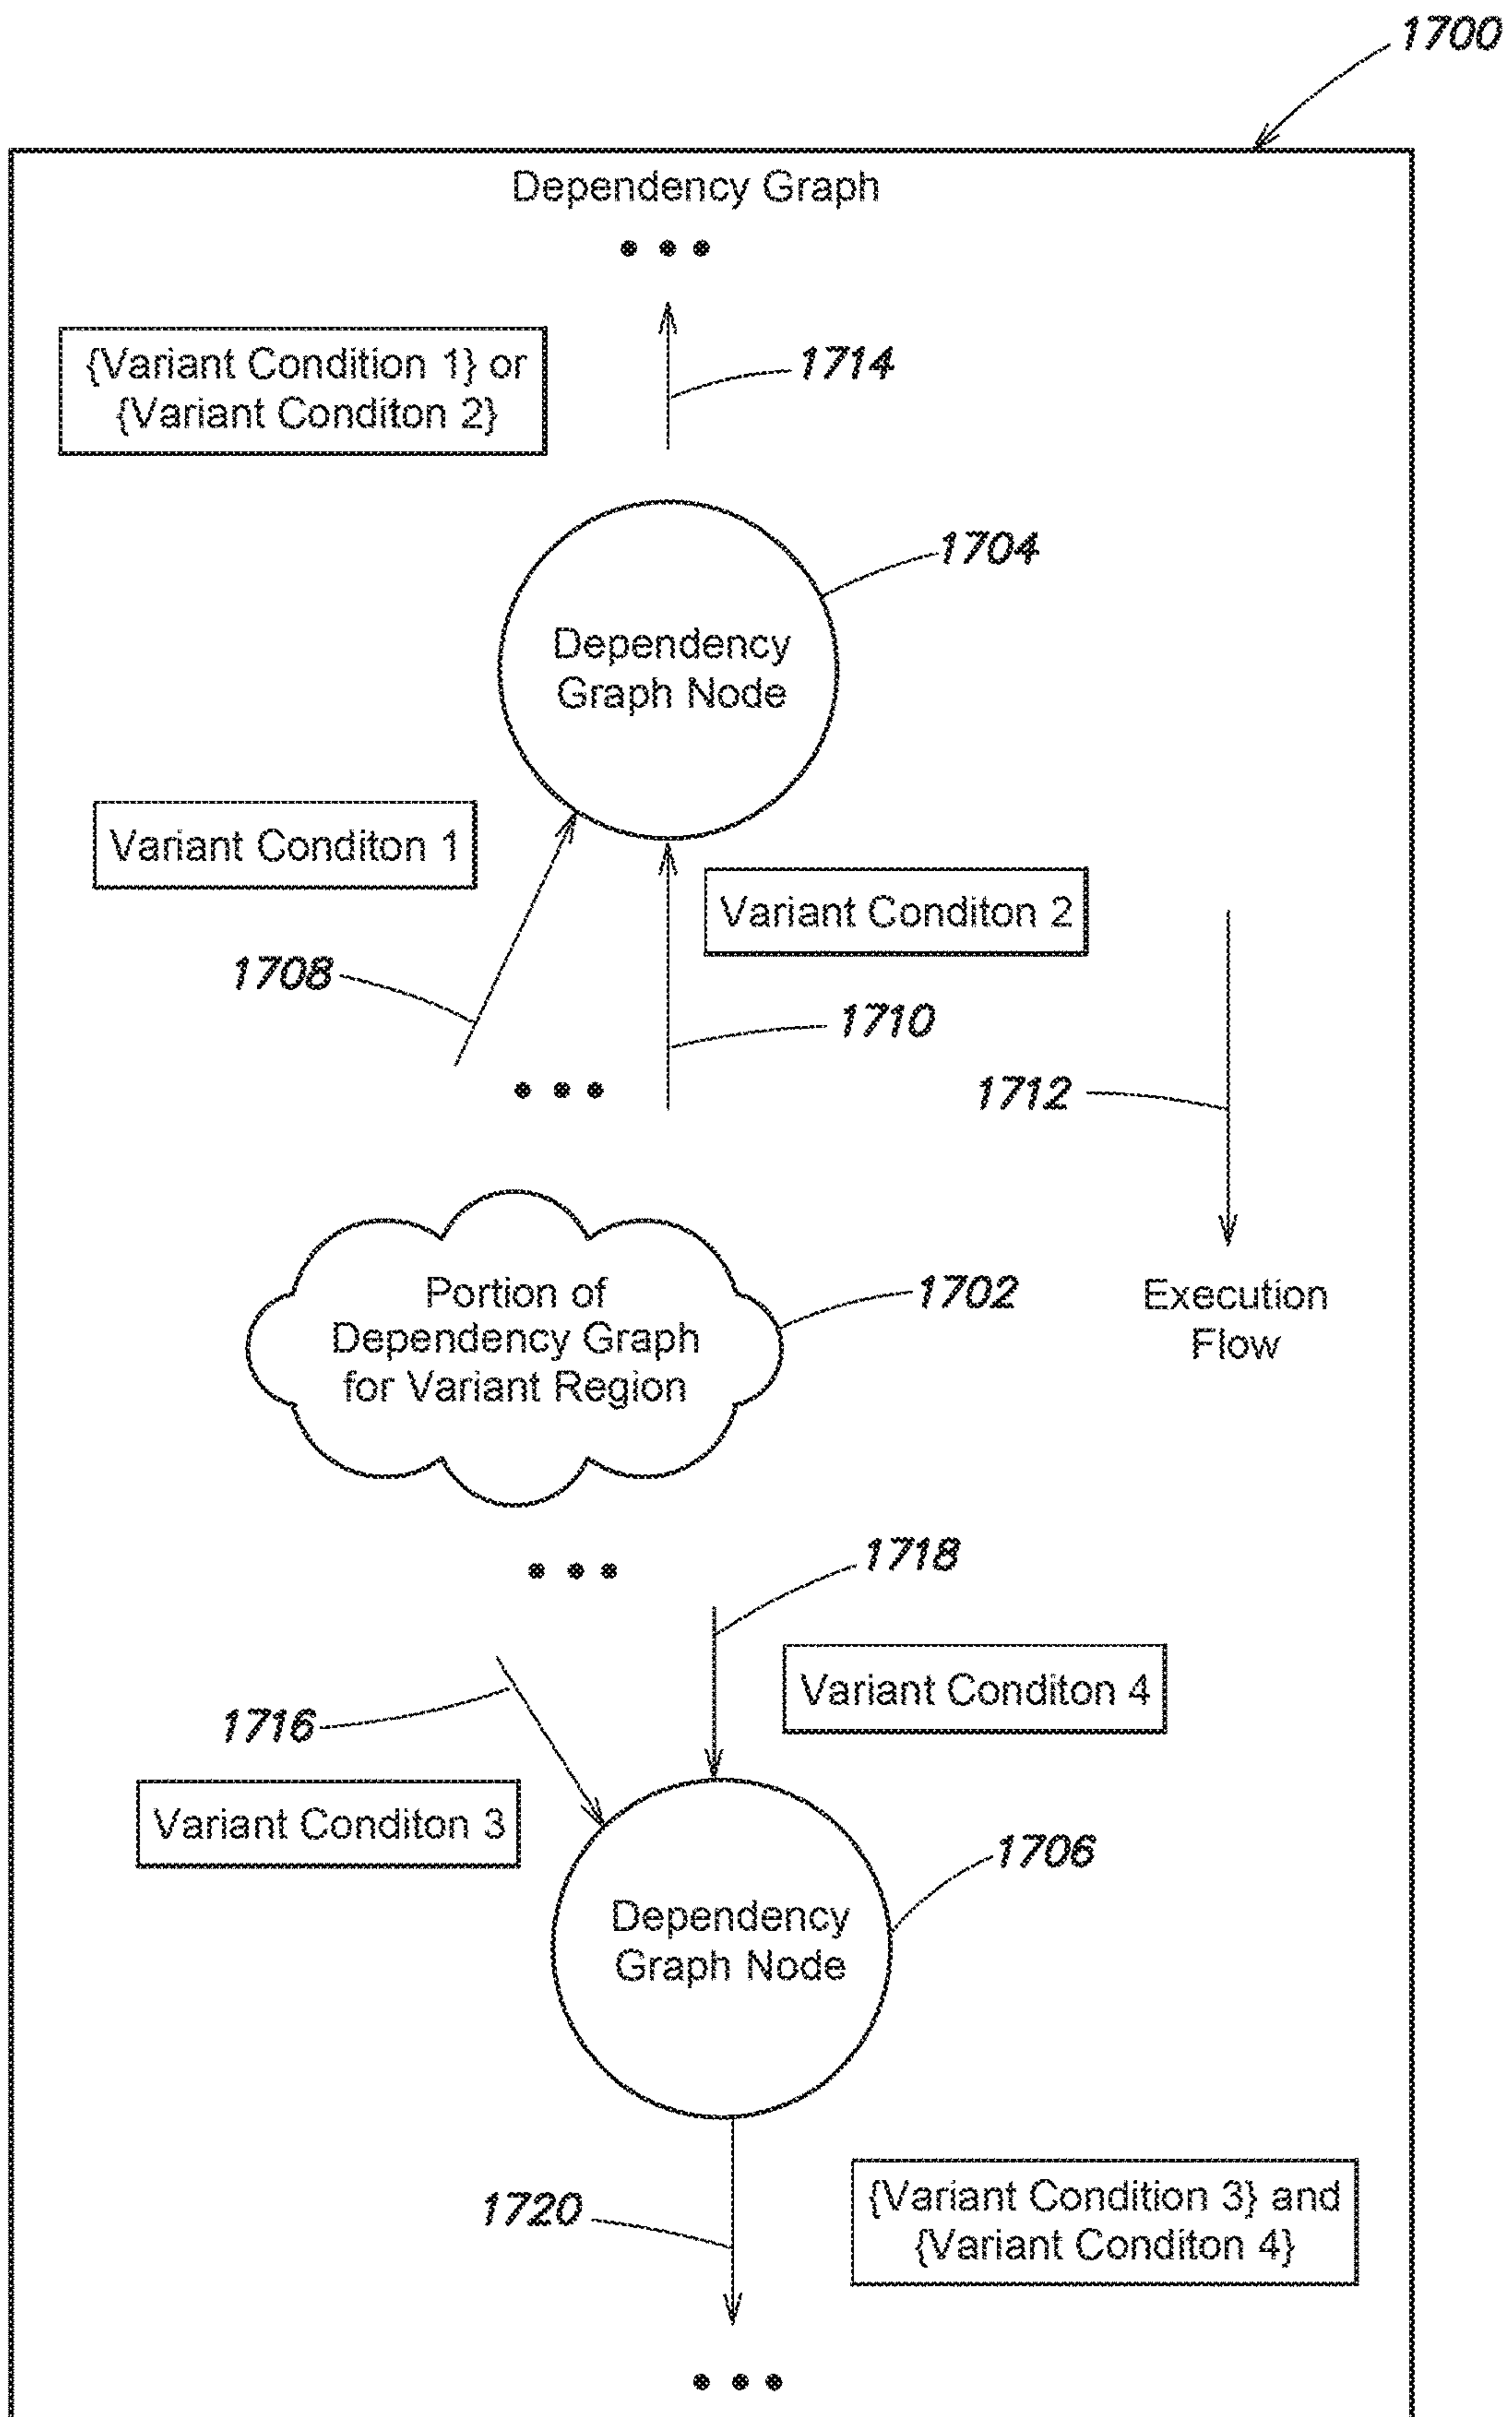 1700
Dependency Graph
{Variant Condition 1} or
{Variant Conditon 2}
1714
1704
Dependency
Graph Node
Variant Conditon 1
Variant Conditon 2
1708
1710
1712
Portion of
Dependency Graph
for Variant Region
1702
Execution
Flow
1718
Variant Conditon 4
1716
Variant Conditon 3
1706
Dependency
Graph Node
1720
{Variant Condition 3} and
{Variant Conditon 4}